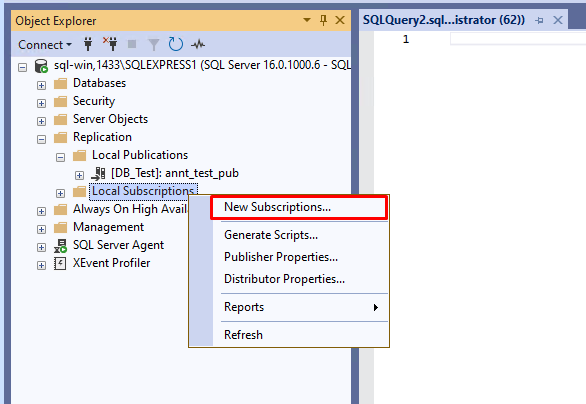 Object Explorer
SQLQuery2.sql...istrator (62))
Connect
1
sql-win,1433\SQLEXPRESS1 (SQL Server 16.0.1000.6 - SQL
Databases
Security
Server Objects
Replication
Local Publications
[DB_Test]: annt_test_pub
Local Subscriptions
New Subscriptions...
Always On High Avail
Management
Generate Scripts...
SQL Server Agent
Publisher Properties...
XEvent Profiler
Distributor Properties...
Reports
Refresh